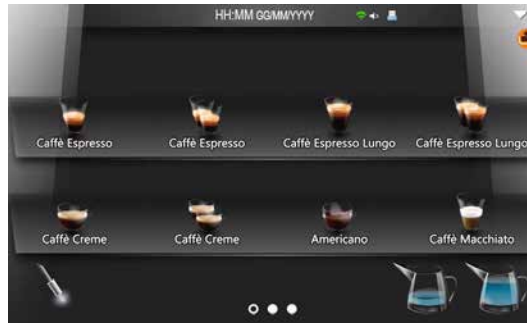 HH:MM GG/MM/YYYY
Caffè Espresso Caffè Espresso Caffè Espresso Lungo Caffè Espresso Lungo
Caffè Creme Caffè Creme Americano Caffè Macchiato